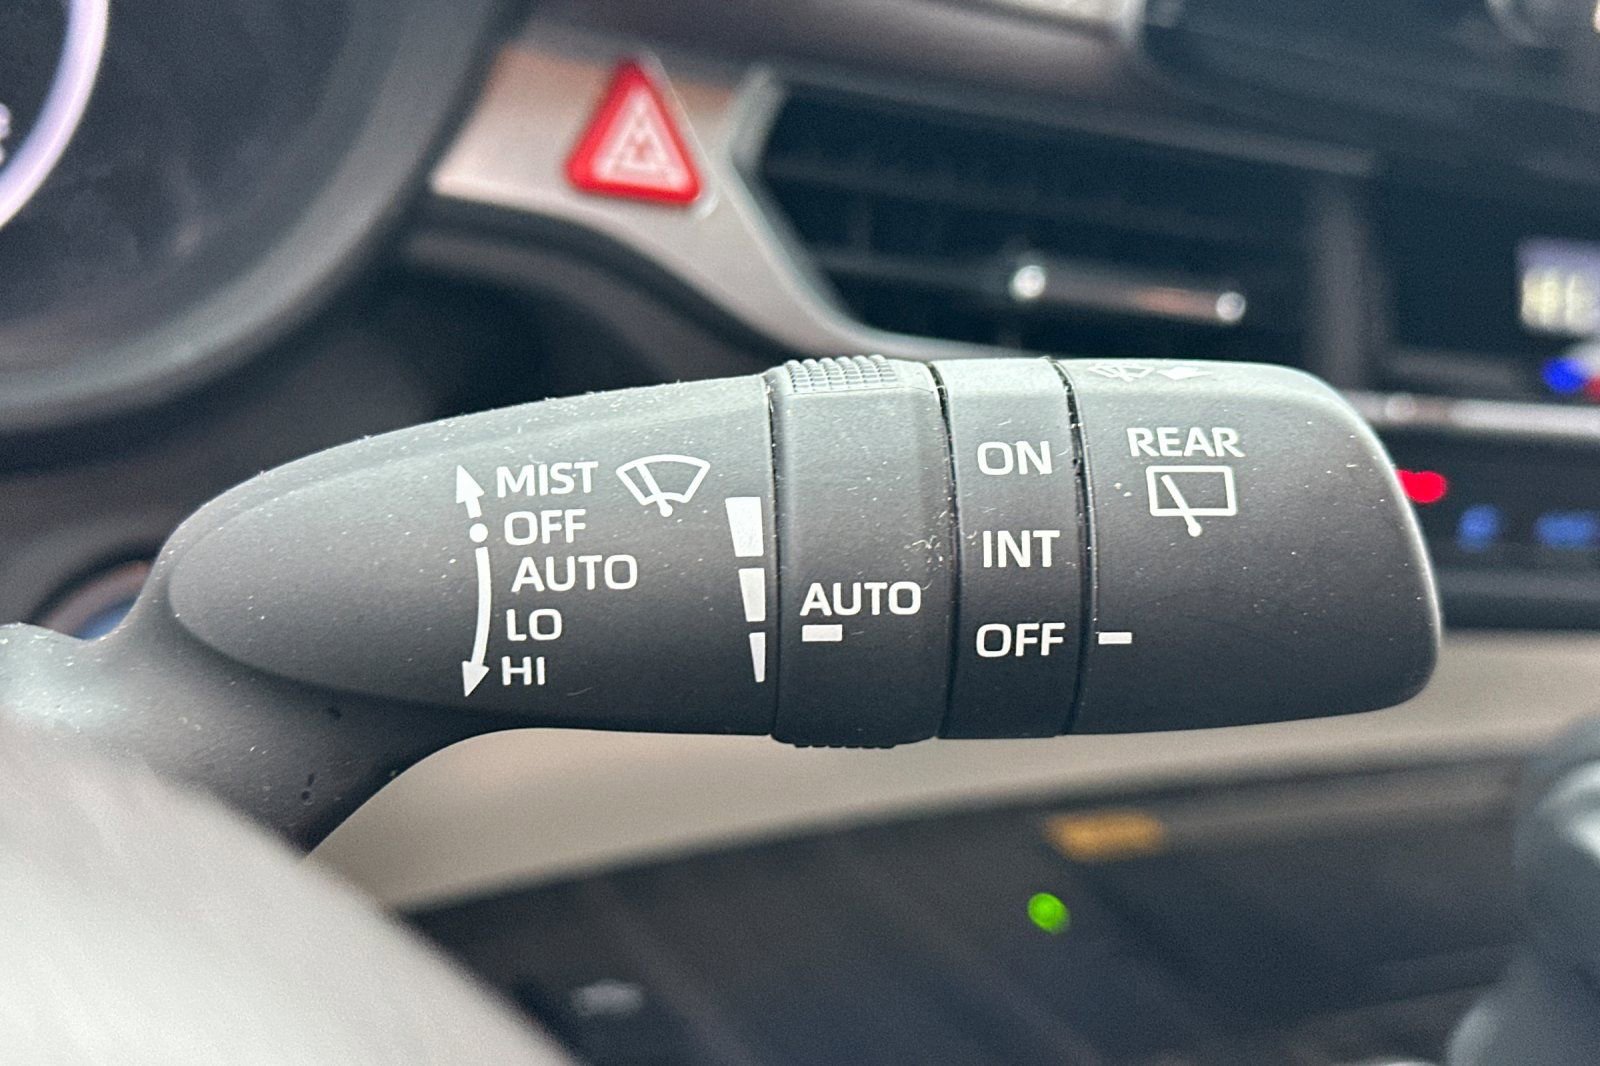 MIST
OFF
AUTO
LO
HI
AUTO
ON
INT
OFF
REAR